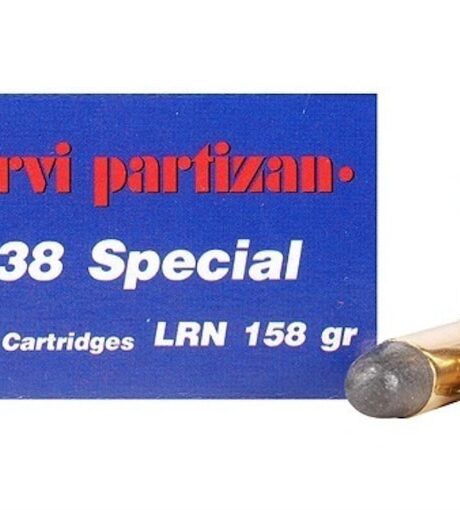 rvi partizan.
38 Special
Cartridges LRN 158 gr